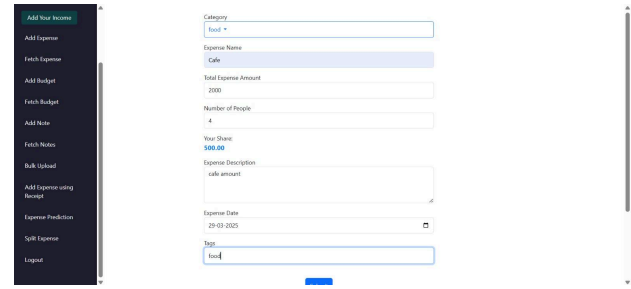 Add Your Income
Add Expense
Fetch Expense
Add Budget
Fetch Budget
Add Note
Fetch Notes
Bulk Upload
Add Expense using
Receipt
Expense Prediction
Split Expense
Logout
Category
food
Expense Name
Cafe
Total Expense Amount
2000
Number of People
4
Your Share:
500.00
Expense Description
cafe amount
Expense Date
29-03-2025
Tags
food